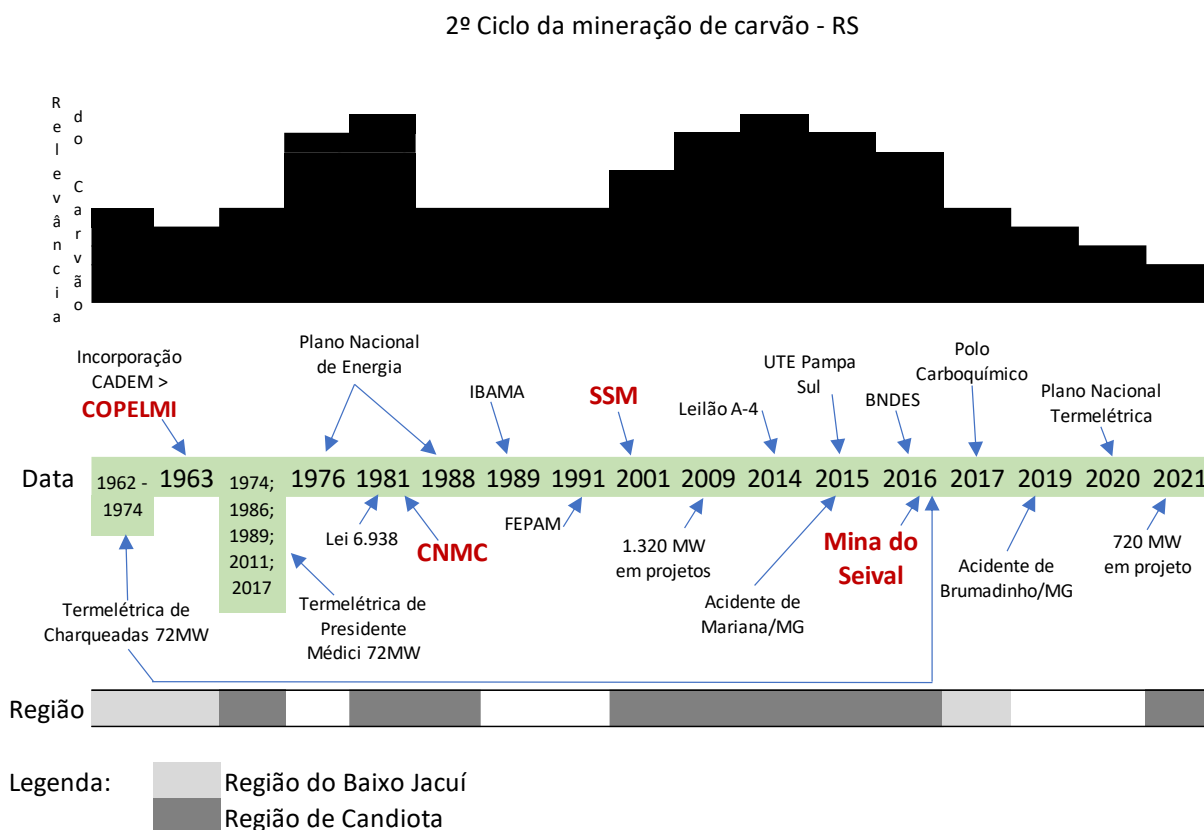 2º Ciclo da mineração de carvão - RS
Relevância
do Carvão
Incorporação
CADEM >
COPELMI
Plano Nacional
de Energia
IBAMA
SSM
Leilão A-4
UTE Pampa
Sul
BNDES
Polo
Carboquímico
Plano Nacional
Termelétrica
Data
1962 -
1974
1963
1974;
1986;
1989;
2011;
2017
1976
1981
1988
1989
1991
2001
2009
2014
2015
2016
2017
2019
2020
2021
Lei 6.938
CNMC
FEPAM
1.320 MW
em projetos
Mina do
Seival
Acidente de
Brumadinho/MG
720 MW
em projeto
Termelétrica de
Charqueadas 72MW
Termelétrica de
Presidente
Médici 72MW
Acidente de
Mariana/MG
Região
Legenda:
Região do Baixo Jacuí
Região de Candiota